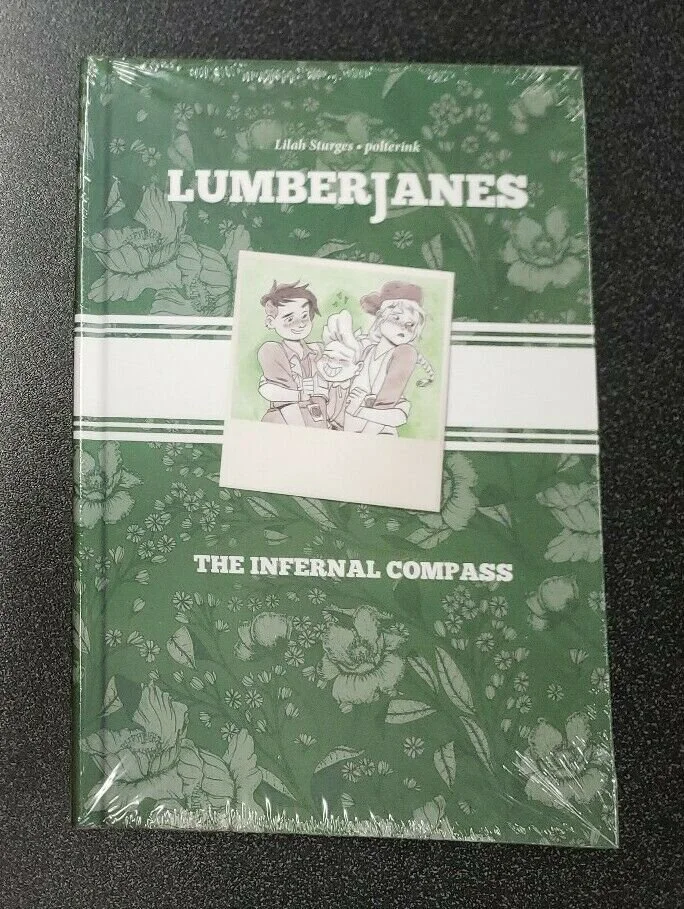 Lilah Sturges • polterink
LUMBERJANES
THE INFERNAL COMPASS